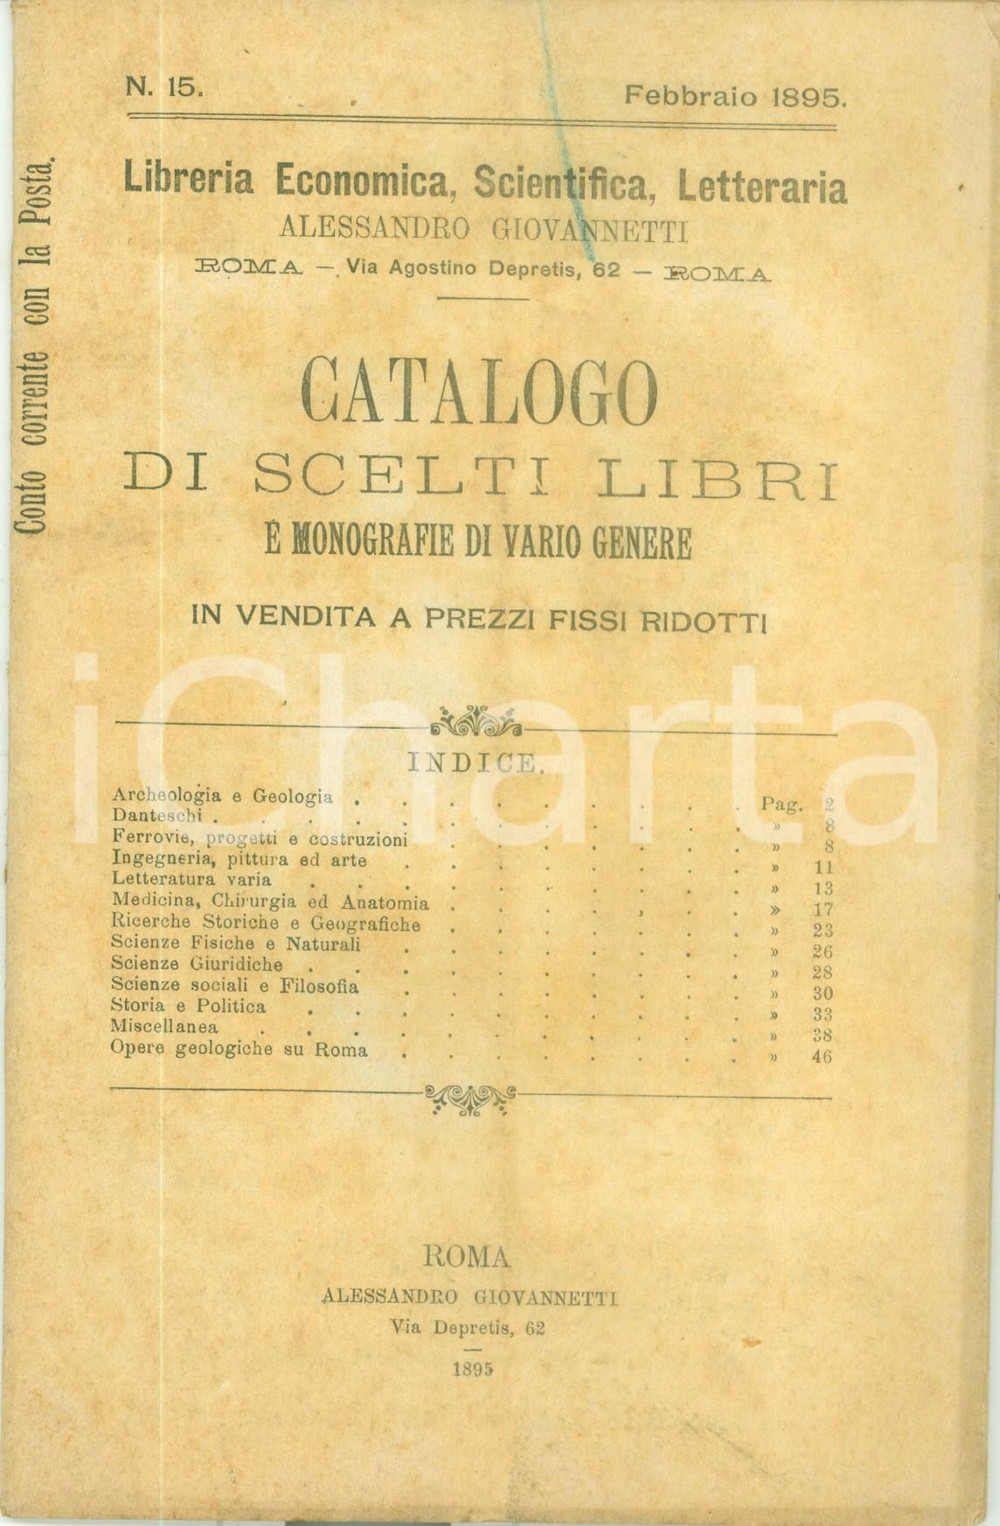 N. 15.
Febbraio 1895.
Conto corrente con la Posta.
Libreria Economica, Scientifica, Letteraria
ALESSANDRO GIOVANNETTI
ROMA — Via Agostino Depretis, 62 — ROMA
CATALOGO
DI SCELTI LIBRI
E MONOGRAFIE DI VARIO GENERE
IN VENDITA A PREZZI FISSI RIDOTTI
iCharta
INDICE.
Archeologia e Geologia . . . . . . . . . Pag. 2
Danteschi . . . . . . . . . . . . » 8
Ferrovie, progetti e costruzioni . . . . . . . » 8
Ingegneria, pittura ed arte . . . . . . . . » 11
Letteratura varia . . . . . . . . . . » 13
Medicina, Chirurgia ed Anatomia . . . . . . . » 17
Ricerche Storiche e Geografiche . . . . . . . » 23
Scienze Fisiche e Naturali . . . . . . . . » 26
Scienze Giuridiche . . . . . . . . . . » 28
Scienze sociali e Filosofia . . . . . . . . » 30
Storia e Politica . . . . . . . . . . » 33
Miscellanea . . . . . . . . . . . » 38
Opere geologiche su Roma . . . . . . . . » 46
ROMA
ALESSANDRO GIOVANNETTI
Via Depretis, 62
1895